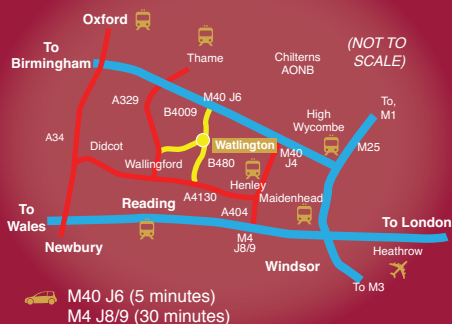 Oxford
To
Birmingham
Thame
Chilterns
AONB
(NOT TO
SCALE)
A329
B4009
M40 J6
High
Wycombe
To,
M1
A34
Didcot
Watlington
M40
J4
M25
Wallingford
B480
Henley
Maidenhead
A4130
A404
To
Wales
Reading
To London
Newbury
M4
J8/9
Windsor
Heathrow
To M3
M40 J6 (5 minutes)
M4 J8/9 (30 minutes)